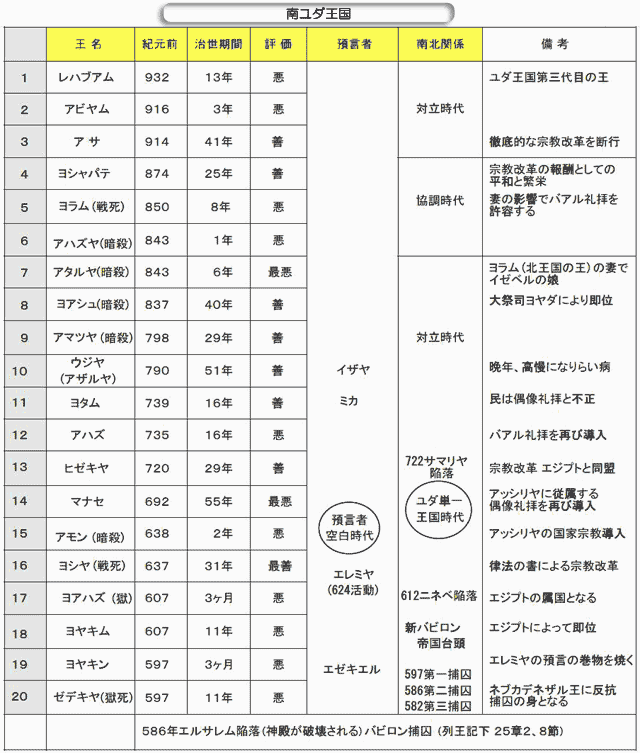 南ユダ王国
王 名 紀元前 治世期間 評 価 預言者 南北関係 備 考
1 レハブアム 932 13年 悪 ユダ王国第三代目の王
2 アビヤム 916 3年 悪 対立時代
3 ア サ 914 41年 善 徹底的な宗教改革を断行
4 ヨシャパテ 874 25年 善 宗教改革の報酬としての
平和と繁栄
協調時代
5 ヨラム(戦死) 850 8年 悪 妻の影響でバアル礼拝を
許容する
6 アハズヤ(暗殺) 843 1年 悪
7 アタルヤ(暗殺) 843 6年 最悪 ヨラム(北王国の王)の妻で
イゼベルの娘
8 ヨアシュ(暗殺) 837 40年 善 大祭司ヨヤダにより即位
9 アマツヤ(暗殺) 798 29年 善 対立時代
10 ウジヤ
(アザルヤ) 790 51年 善 イザヤ 晩年、高慢になりらい病
11 ヨタム 739 16年 善 ミカ 民は偶像礼拝と不正
12 アハズ 735 16年 悪 バアル礼拝を再び導入
13 ヒゼキヤ 720 29年 善 722サマリヤ
陥落 宗教改革 エジプトと同盟
14 マナセ 692 55年 最悪 ユダ単一
王国時代 アッシリヤに従属する
偶像礼拝を再び導入
預言者
空白時代
15 アモン(暗殺) 638 2年 悪 アッシリヤの国家宗教導入
16 ヨシヤ(戦死) 637 31年 最善 エレミヤ
(624活動) 律法の書による宗教改革
17 ヨアハズ(獄) 607 3ヶ月 悪 612ニネベ陥落 エジプトの属国となる
18 ヨヤキム 607 11年 悪 新バビロン
帝国台頭 エジプトによって即位
19 ヨヤキン 597 3ヶ月 悪 エゼキエル 597第一捕囚 エレミヤの預言の巻物を焼く
20 ゼデキヤ(獄死) 597 11年 悪 586第二捕囚
582第三捕囚 ネブカデネザル王に反抗
捕囚の身となる
586年エルサレム陥落(神殿が破壊される)バビロン捕囚 (列王記下 25章2、8節)